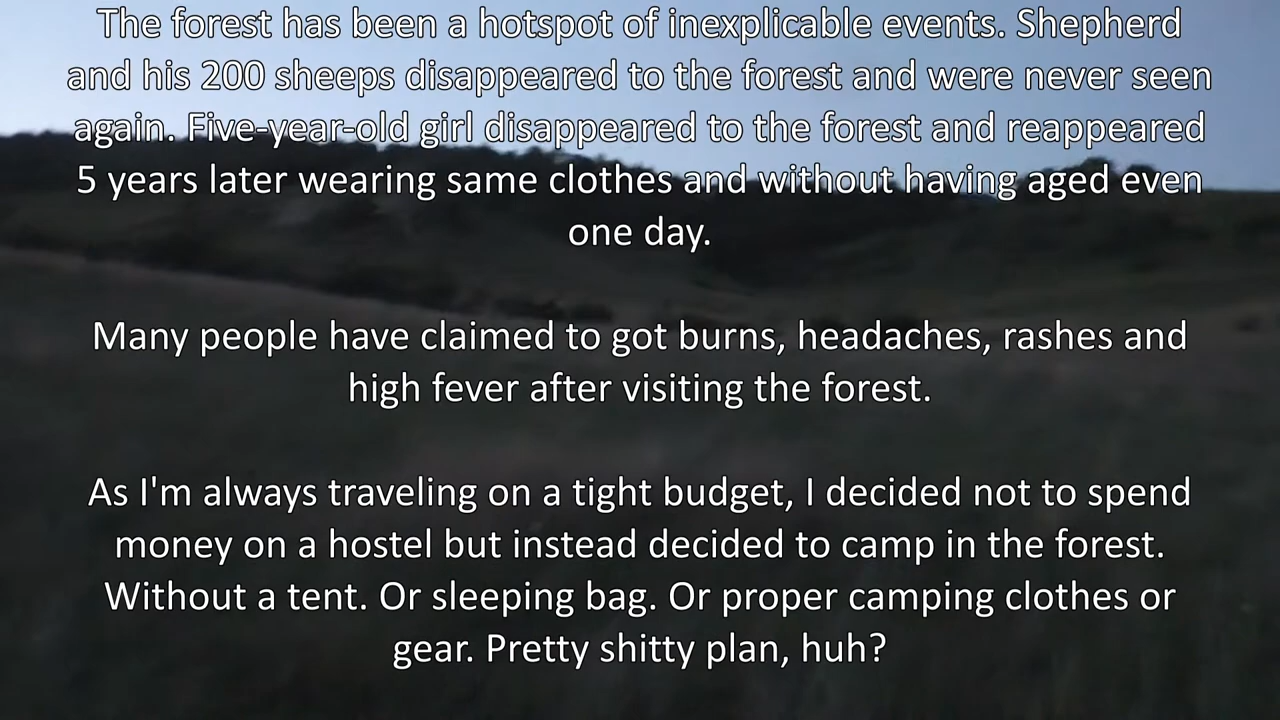 The forest has been a hotspot of inexplicable events. Shepherd
and his 200 sheeps disappeared to the forest and were never seen
again. Five-year-old girl disappeared to the forest and reappeared
5 years later wearing same clothes and without having aged even
one day.
Many people have claimed to got burns, headaches, rashes and
high fever after visiting the forest.
As I'm always traveling on a tight budget, I decided not to spend
money on a hostel but instead decided to camp in the forest.
Without a tent. Or sleeping bag. Or proper camping clothes or
gear. Pretty shitty plan, huh?